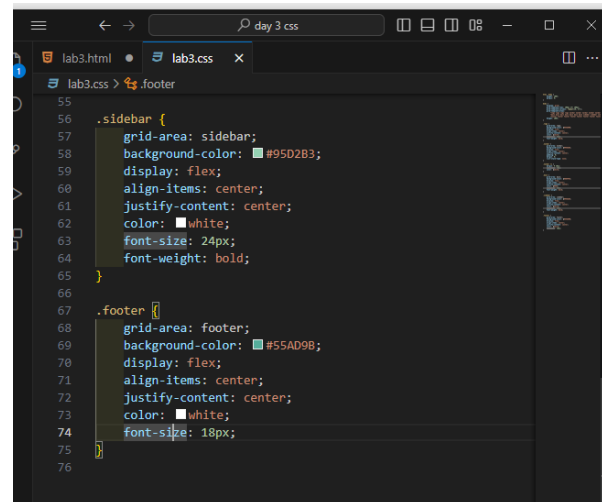 day 3 css
lab3.html lab3.css
1
lab3.css > .footer
55
56 .sidebar {
57 grid-area: sidebar;
58 background-color: #95D2B3;
59 display: flex;
60 align-items: center;
61 justify-content: center;
62 color: white;
63 font-size: 24px;
64 font-weight: bold;
65 }
66
67 .footer {
68 grid-area: footer;
69 background-color: #55AD9B;
70 display: flex;
71 align-items: center;
72 justify-content: center;
73 color: white;
74 font-size: 18px;
75 }
76